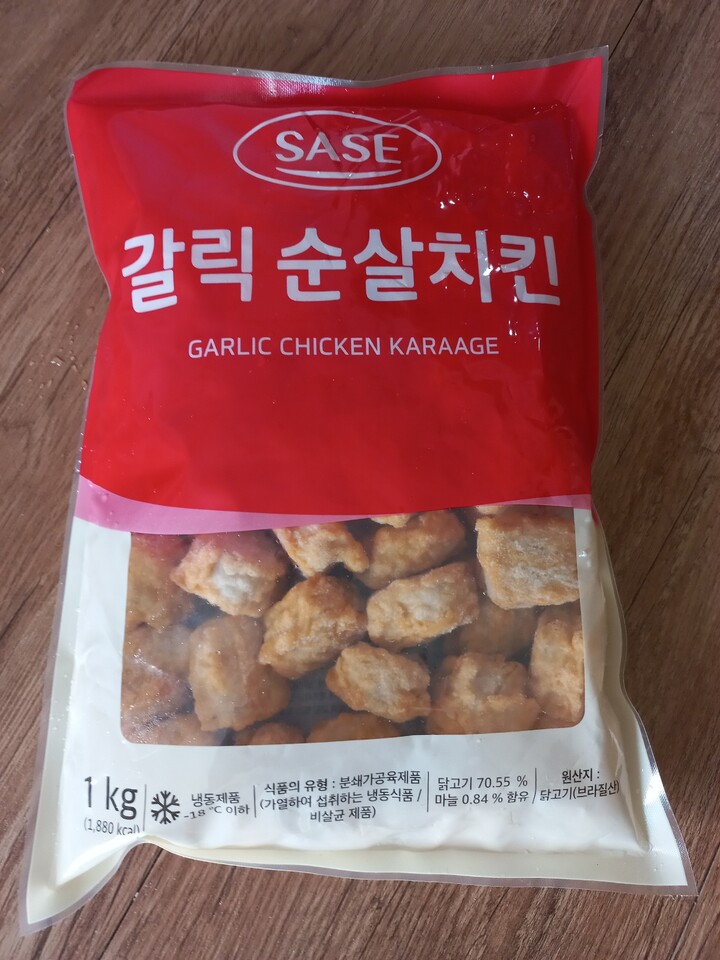 SASE
갈릭 순살치킨
GARLIC CHICKEN KARAAGE
1 kg
(1,880 kcal)
냉동제품
-18 ℃ 이하
식품의 유형 : 분쇄가공육제품
(가열하여 섭취하는 냉동식품 /
비살균 제품)
닭고기 70.55 %
마늘 0.84 % 함유
원산지 :
닭고기(브라질산)